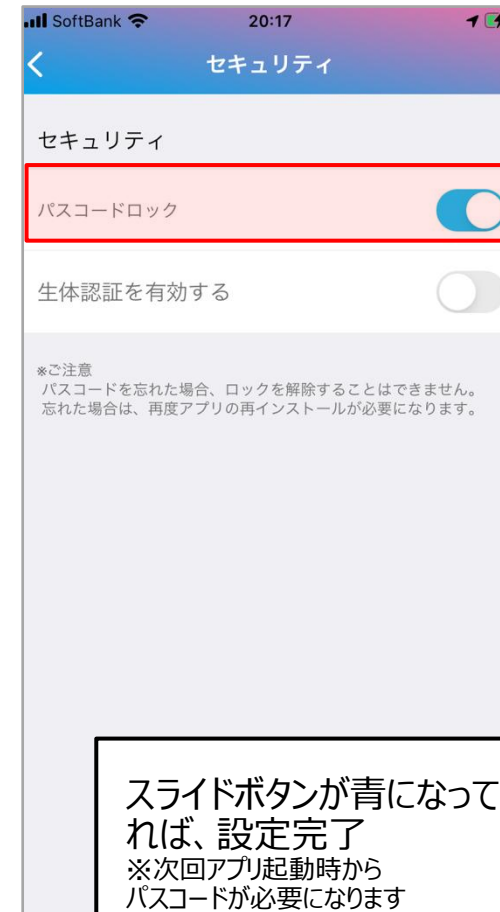 SoftBank 20:17
セキュリティ
セキュリティ
パスコードロック
生体認証を有効する
※ご注意
パスコードを忘れた場合、ロックを解除することはできません。
忘れた場合は、再度アプリの再インストールが必要になります。
スライドボタンが青になって
れば、設定完了
※次回アプリ起動時から
パスコードが必要になります